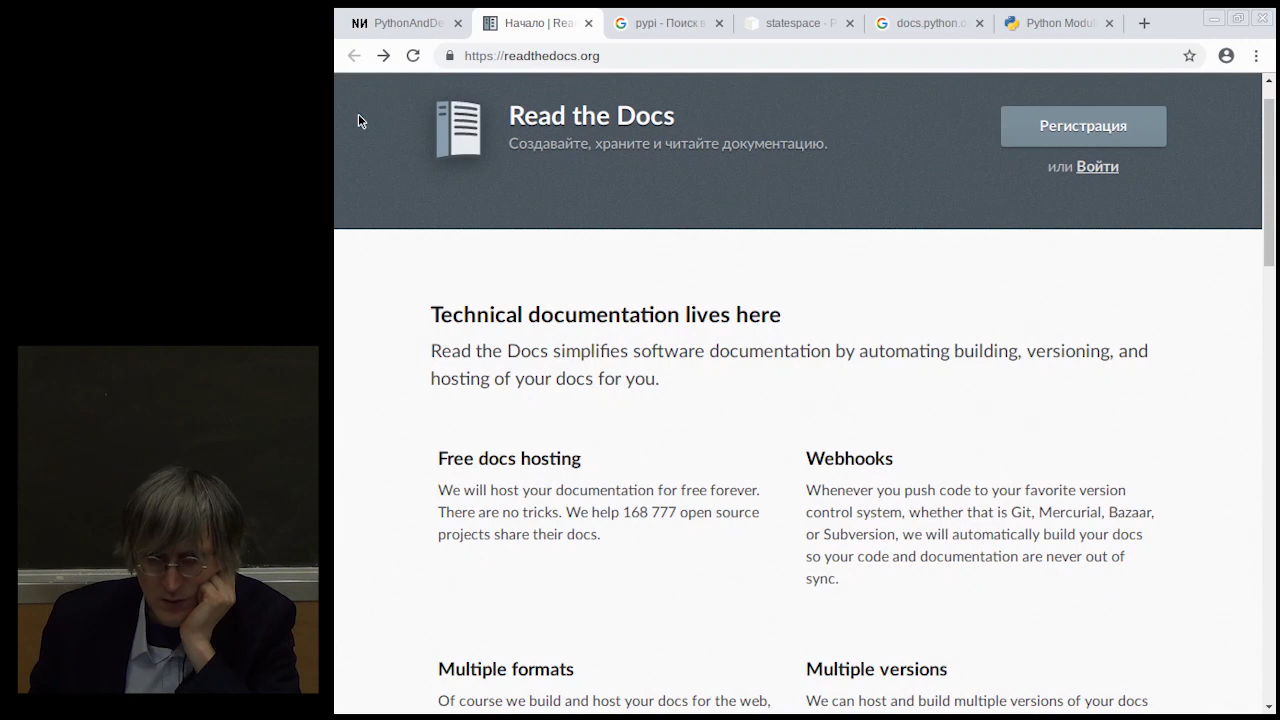 PythonAndDe
Начало | Rea
pypi - Поиск в
statespace · P
docs.python.o
Python Modul
https://readthedocs.org
Read the Docs
Создавайте, храните и читайте документацию.
Регистрация
или Войти
Technical documentation lives here
Read the Docs simplifies software documentation by automating building, versioning, and
hosting of your docs for you.
Free docs hosting
We will host your documentation for free forever.
There are no tricks. We help 168 777 open source
projects share their docs.
Webhooks
Whenever you push code to your favorite version
control system, whether that is Git, Mercurial, Bazaar,
or Subversion, we will automatically build your docs
so your code and documentation are never out of
sync.
Multiple formats
Of course we build and host your docs for the web,
Multiple versions
We can host and build multiple versions of your docs